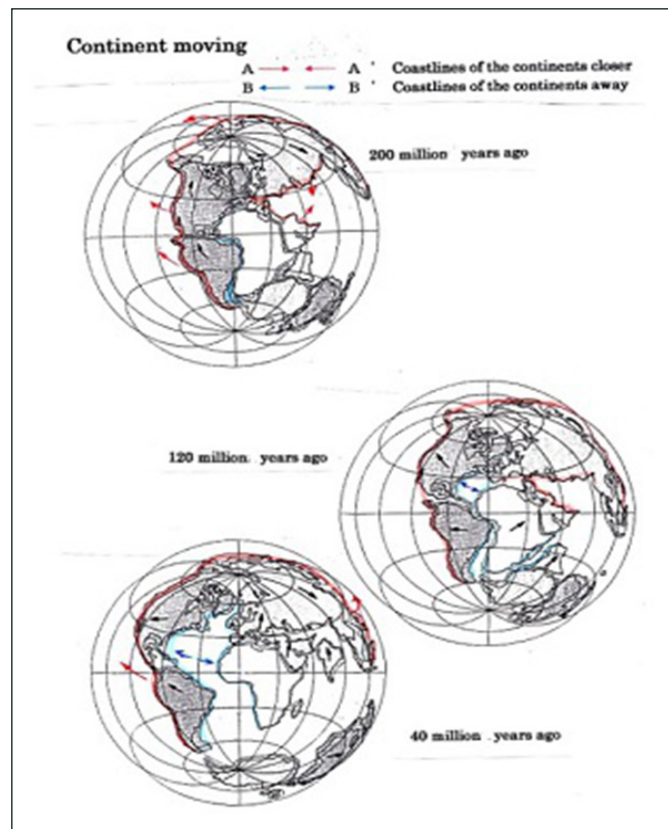 Continent moving
A A ' Coastlines of the continents closer
B B ' Coastlines of the continents away
200 million years ago
120 million . years ago
40 million . years ago